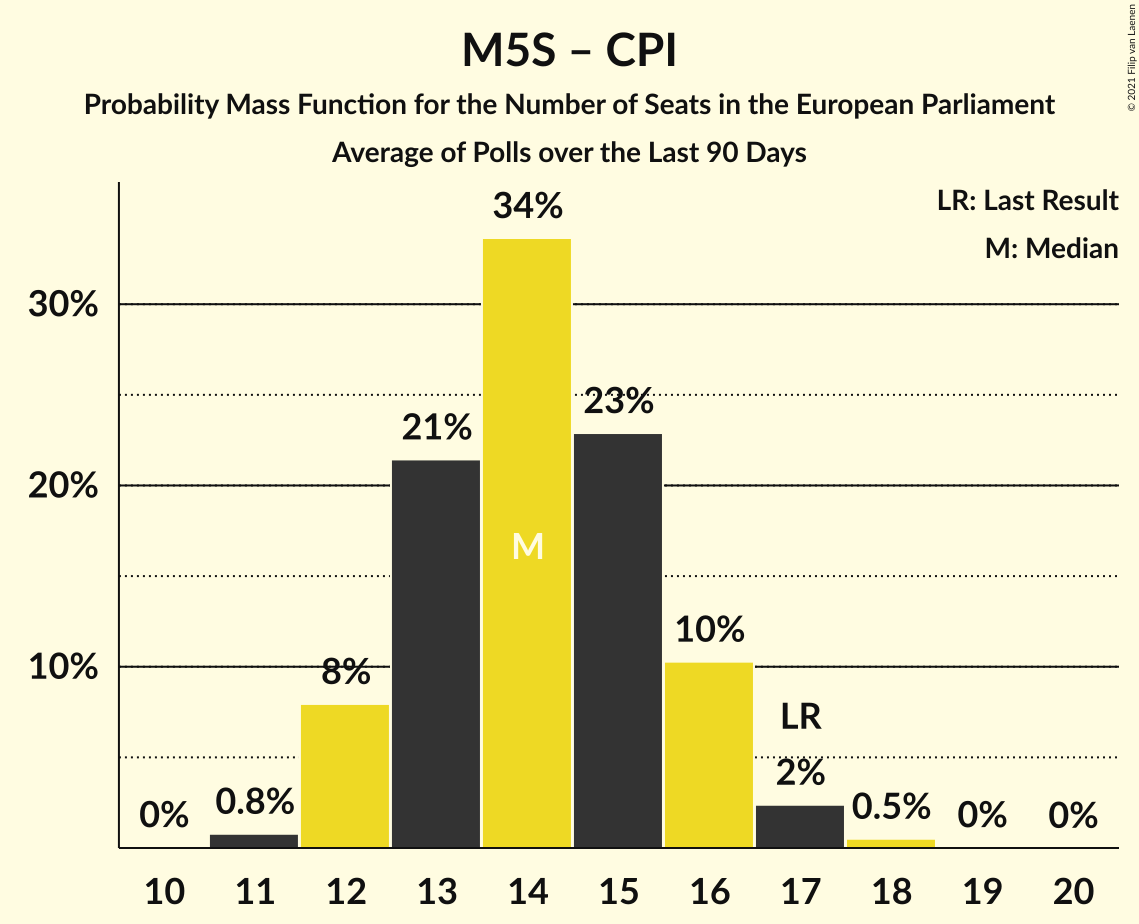 M5S – CPI
Probability Mass Function for the Number of Seats in the European Parliament
Average of Polls over the Last 90 Days
© 2021 Filip van Laenen
LR: Last Result
M: Median
34%
30%
23%
21%
20%
M
10%
10%
8%
LR
2%
0%
0.8%
0.5%
0%
0%
10 11 12 13 14 15 16 17 18 19 20